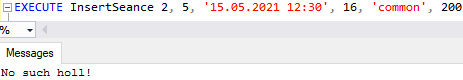 EXECUTE InsertSeance 2, 5, '15.05.2021 12:30', 16, 'common', 200
%
Messages
No such holl!